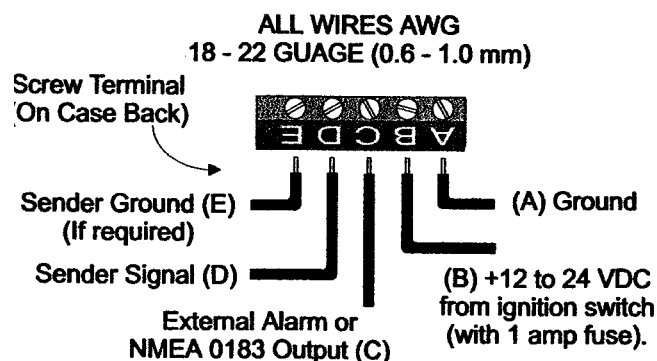 ALL WIRES AWG
18 - 22 GUAGE (0.6 - 1.0 mm)
Screw Terminal
(On Case Back)
E D C B A
Sender Ground (E)
(If required)
(A) Ground
Sender Signal (D)
(B) +12 to 24 VDC
from ignition switch
(with 1 amp fuse).
External Alarm or
NMEA 0183 Output (C)